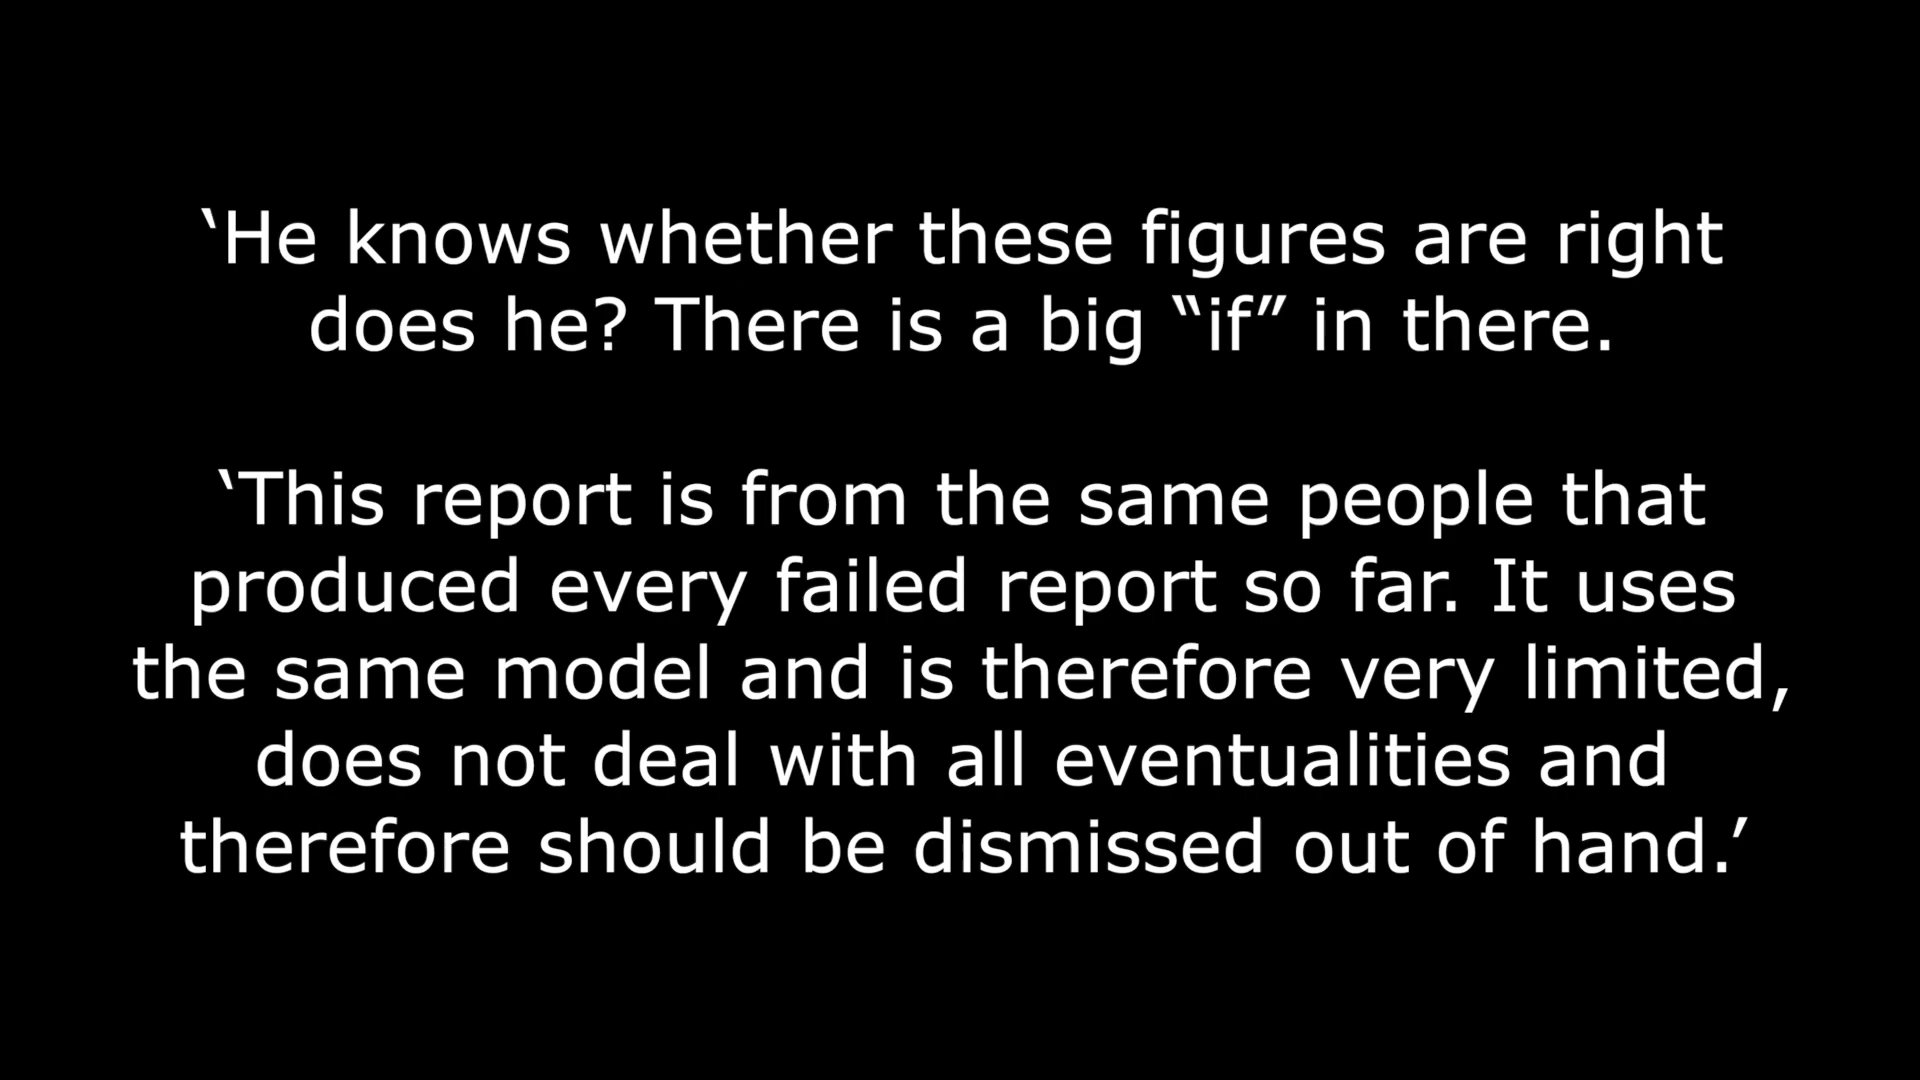 ‘He knows whether these figures are right
does he? There is a big “if” in there.
‘This report is from the same people that
produced every failed report so far. It uses
the same model and is therefore very limited,
does not deal with all eventualities and
therefore should be dismissed out of hand.’